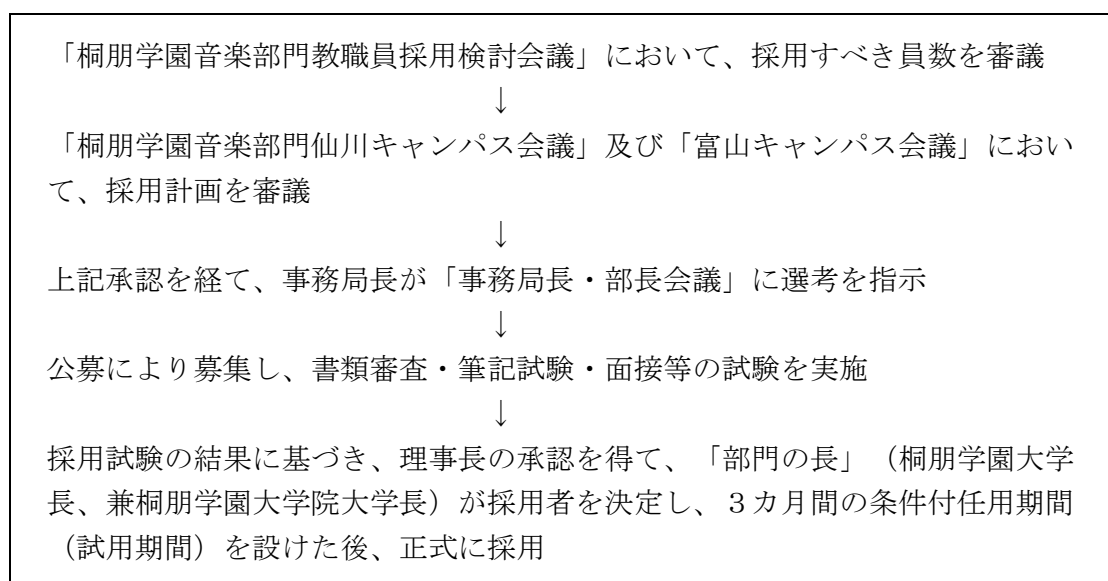 「桐朋学園音楽部門教職員採用検討会議」において、採用すべき員数を審議
↓
「桐朋学園音楽部門仙川キャンパス会議」及び「富山キャンパス会議」におい
て、採用計画を審議
↓
上記承認を経て、事務局長が「事務局長・部長会議」に選考を指示
↓
公募により募集し、書類審査・筆記試験・面接等の試験を実施
↓
採用試験の結果に基づき、理事長の承認を得て、「部門の長」（桐朋学園大学
長、兼桐朋学園大学院大学長）が採用者を決定し、３カ月間の条件付任用期間
（試用期間）を設けた後、正式に採用